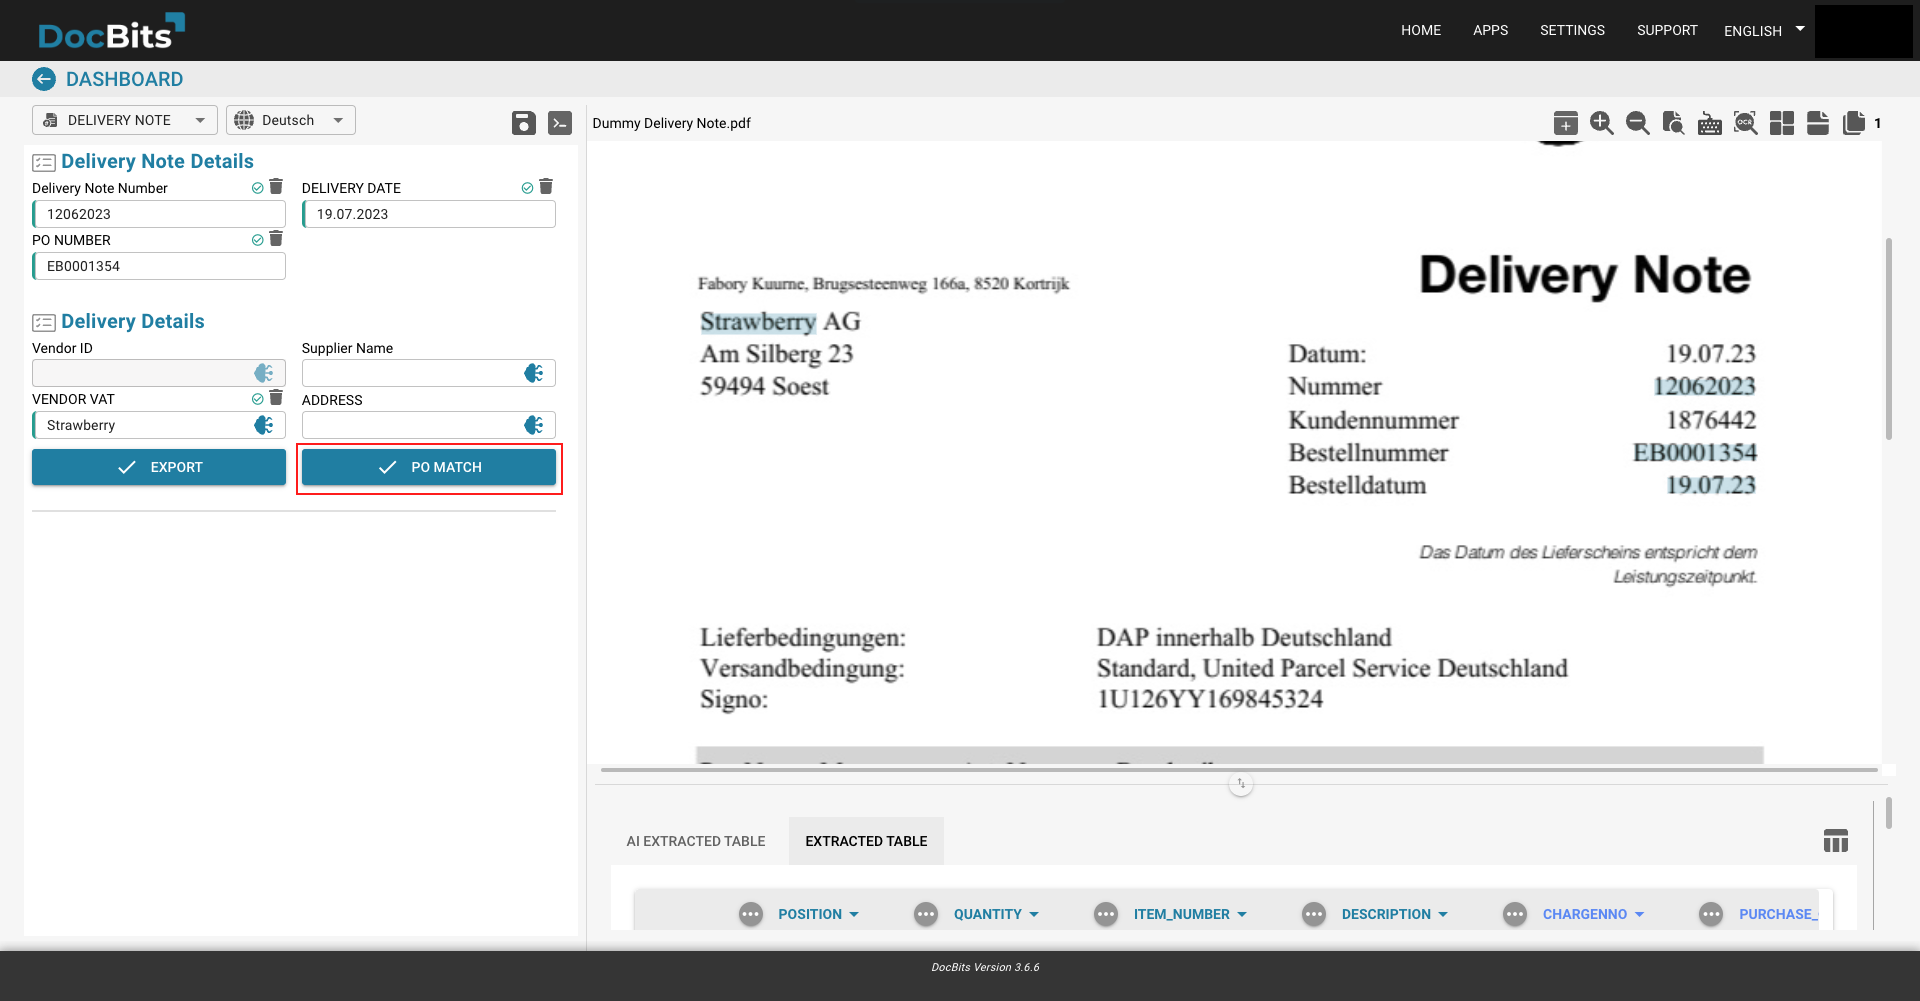 DocBits
HOME APPS SETTINGS SUPPORT ENGLISH
DASHBOARD
DELIVERY NOTE Deutsch
Dummy Delivery Note.pdf
OCR
1
Delivery Note Details
Delivery Note Number DELIVERY DATE
12062023 19.07.2023
PO NUMBER
EB0001354
Delivery Details
Vendor ID Supplier Name
VENDOR VAT ADDRESS
Strawberry
EXPORT PO MATCH
Delivery Note
Fabory Kuurne, Brugsesteenweg 166a, 8520 Kortrijk
Strawberry AG
Am Silberg 23
59494 Soest
Datum: 19.07.23
Nummer 12062023
Kundennummer 1876442
Bestellnummer EB0001354
Bestelldatum 19.07.23
Das Datum des Lieferscheins entspricht dem
Leistungszeitpunkt.
Lieferbedingungen: DAP innerhalb Deutschland
Versandbedingung: Standard, United Parcel Service Deutschland
Signo: 1U126YY169845324
AI EXTRACTED TABLE EXTRACTED TABLE
POSITION QUANTITY ITEM_NUMBER DESCRIPTION CHARGENNO PURCHASE_
DocBits Version 3.6.6